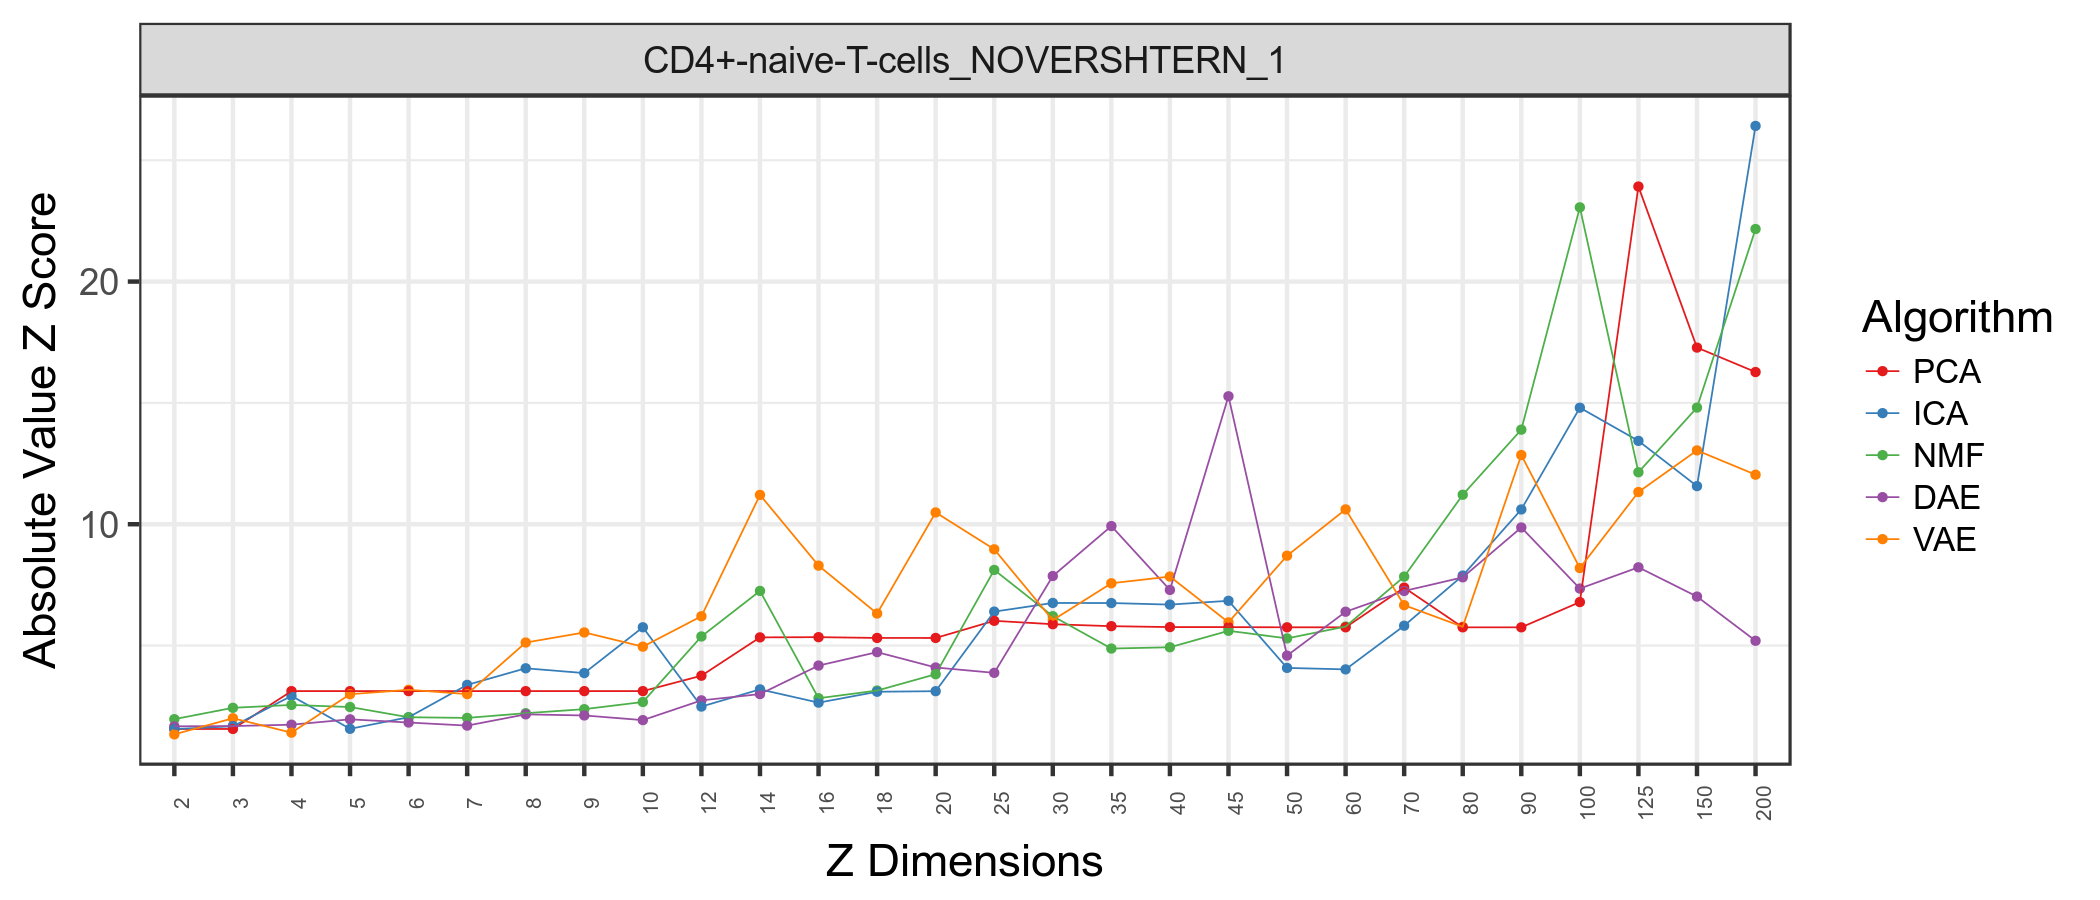 CD4+-naive-T-cells_NOVERSHTERN_1
Absolute Value Z Score
20
10
2 3 4 5 6 7 8 9 10 12 14 16 18 20 25 30 35 40 45 50 60 70 80 90 100 125 150 200
Z Dimensions
Algorithm
PCA
ICA
NMF
DAE
VAE